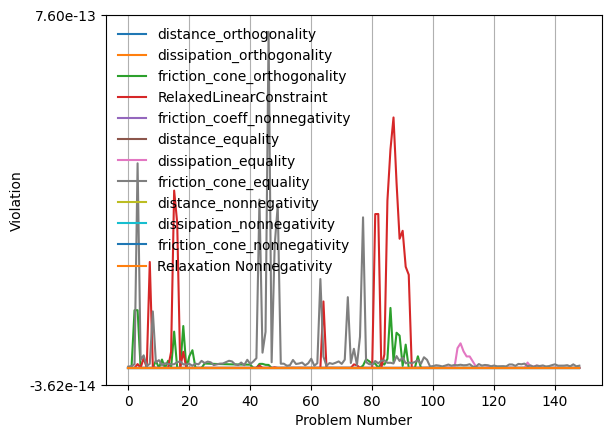 7.60e-13
distance_orthogonality
dissipation_orthogonality
friction_cone_orthogonality
RelaxedLinearConstraint
friction_coeff_nonnegativity
distance_equality
dissipation_equality
friction_cone_equality
distance_nonnegativity
dissipation_nonnegativity
friction_cone_nonnegativity
Relaxation Nonnegativity
Violation
-3.62e-14
0 20 40 60 80 100 120 140
Problem Number